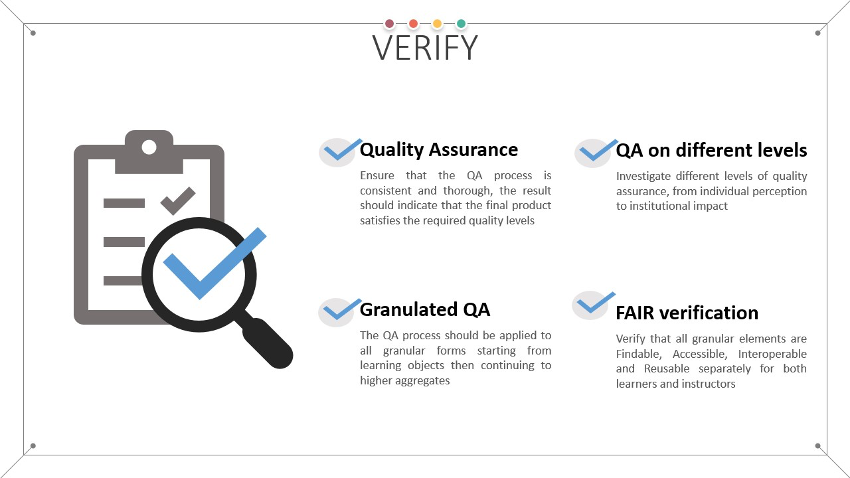 VERIFY
Quality Assurance
Ensure that the QA process is
consistent and thorough, the result
should indicate that the final product
satisfies the required quality levels
QA on different levels
Investigate different levels of quality
assurance, from individual perception
to institutional impact
Granulated QA
The QA process should be applied to
all granular forms starting from
learning objects then continuing to
higher aggregates
FAIR verification
Verify that all granular elements are
Findable, Accessible, Interoperable
and Reusable separately for both
learners and instructors